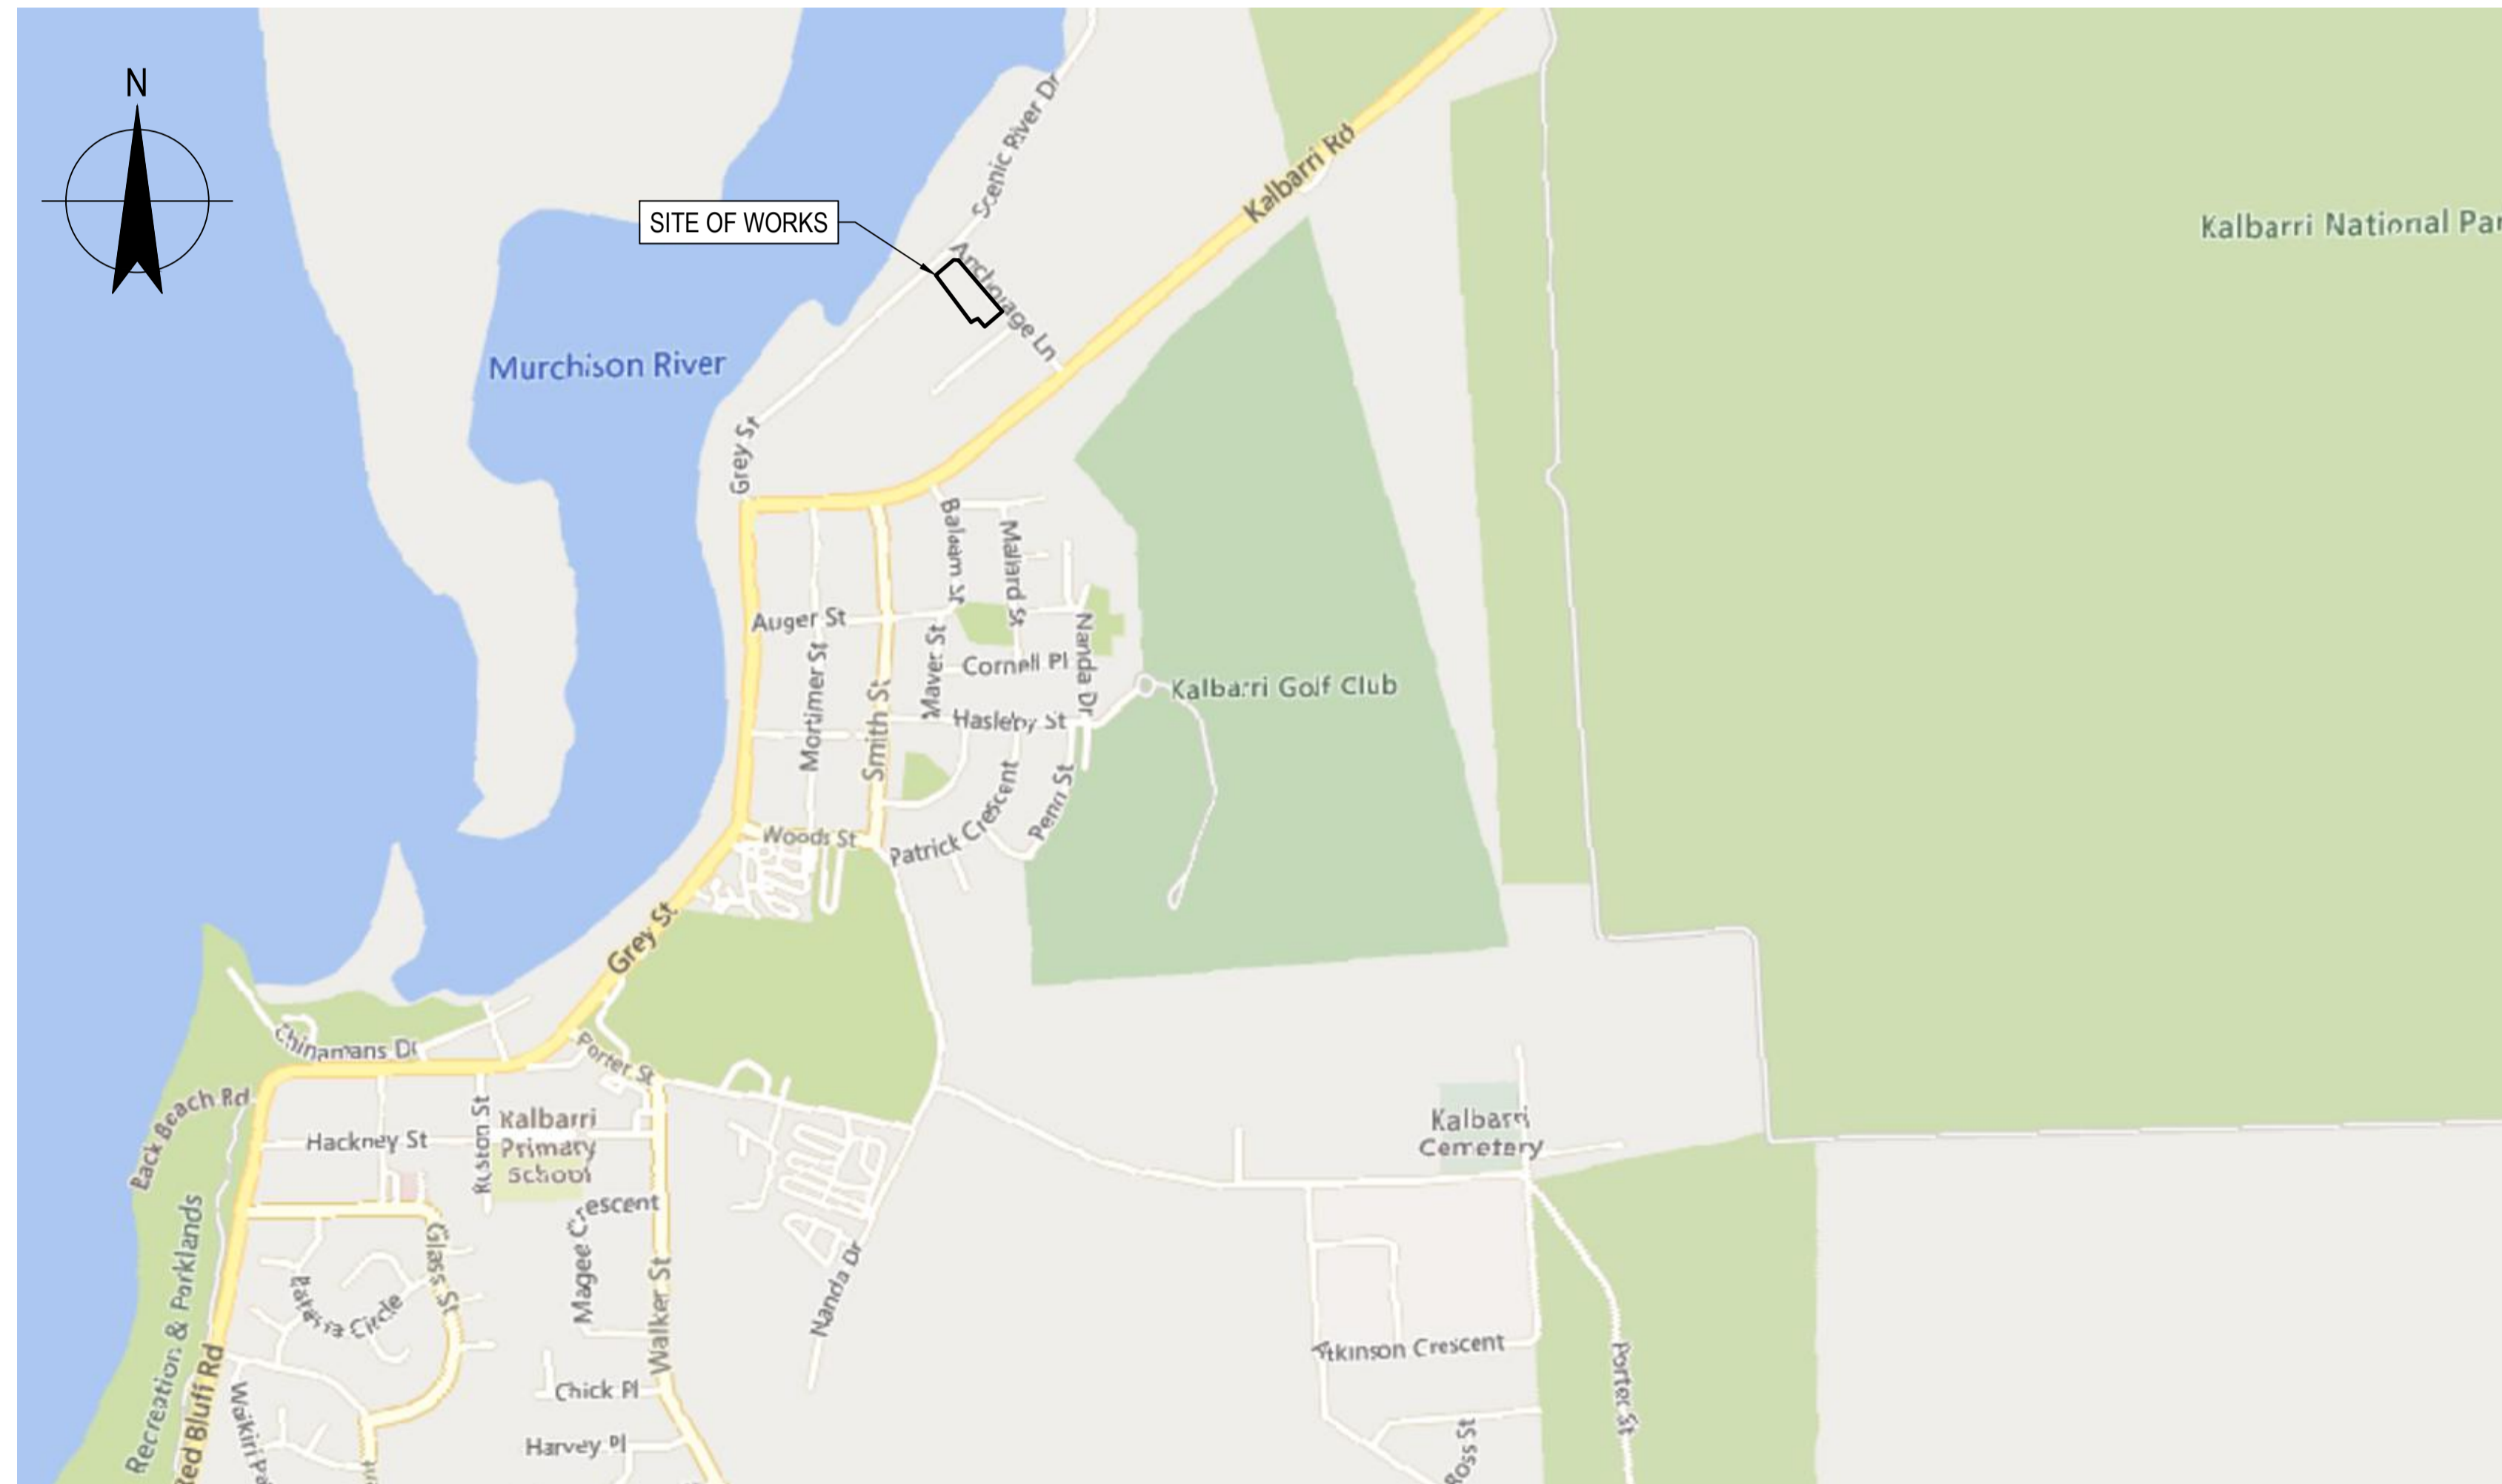 N
Scenic River Dr
Kalbarri Rd
SITE OF WORKS
Kalbarri National Par
Anchorage Ln
Murchison River
Grey St
Balaam St
Mallard St
Auger St
Nanda Dr
Maver St
Cornell Pl
Mortimer St
Smith St
Kalbarri Golf Club
Hasleby St
Patrick Crescent
Penn St
Woods St
Grey St
Chinamans Dr
Porter St
Back Beach Rd
Ruston St
Kalbarri
Primary
School
Kalbarri
Cemetery
Hackney St
Magee Crescent
Glass St
Walker St
Nanda Dr
Recreation & Parklands
Circle
Red Bluff Rd
Atkinson Crescent
Porter St
Chick Pl
Harvey Pl
Waikiri Pa
Ross St
nt